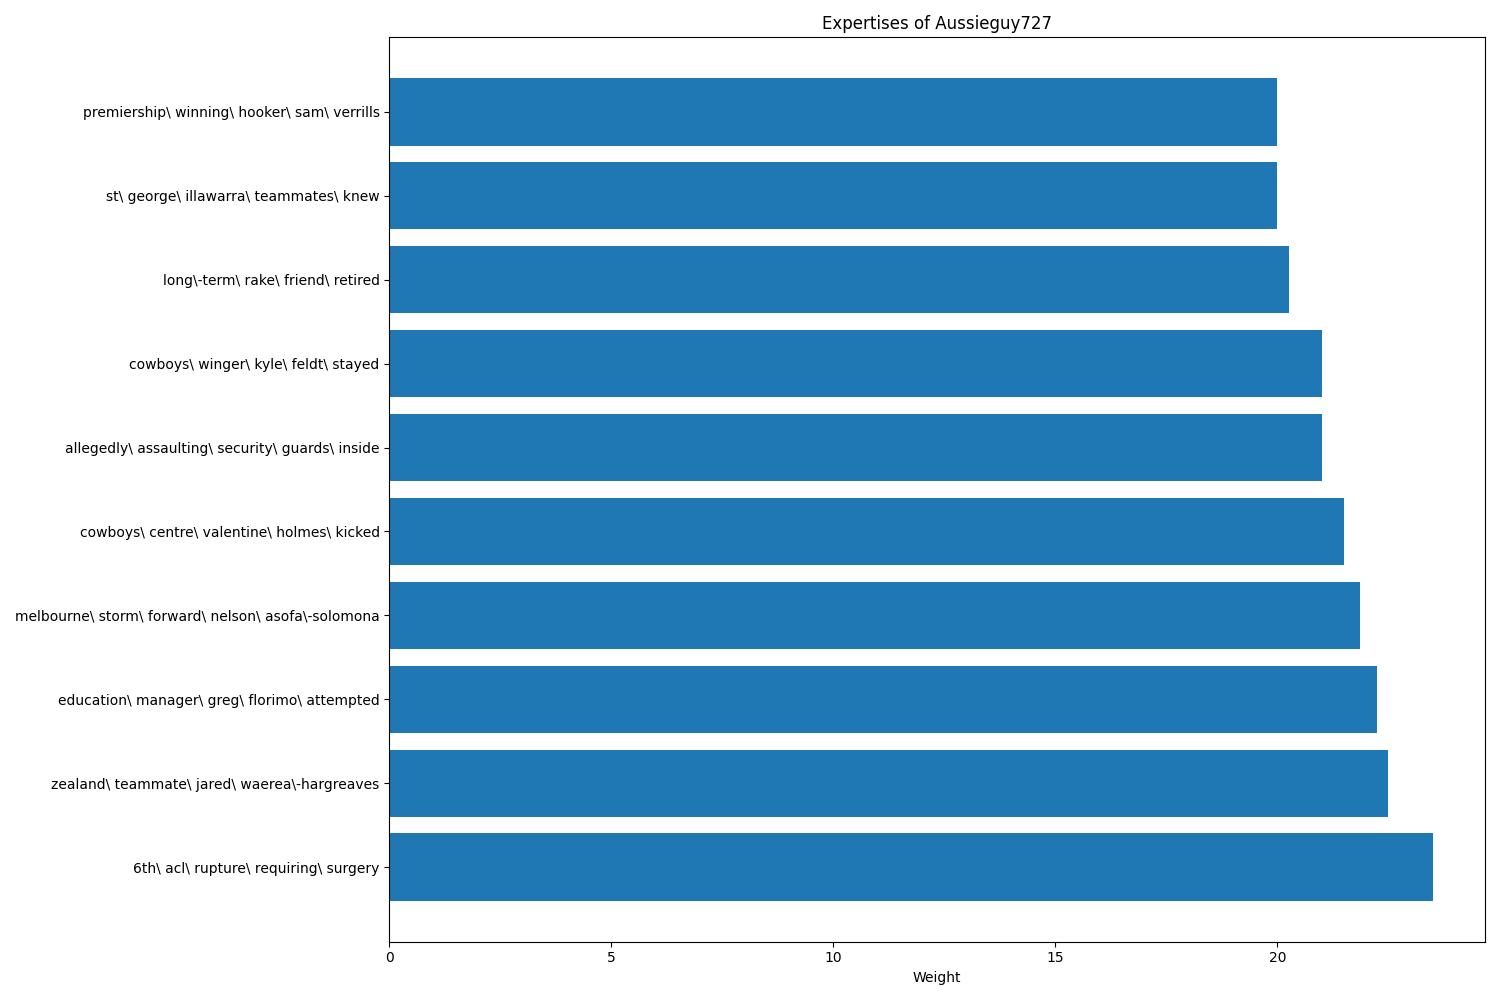 Expertises of Aussieguy727
premiership\ winning\ hooker\ sam\ verrills
st\ george\ illawarra\ teammates\ knew
long\-term\ rake\ friend\ retired
cowboys\ winger\ kyle\ feldt\ stayed
allegedly\ assaulting\ security\ guards\ inside
cowboys\ centre\ valentine\ holmes\ kicked
melbourne\ storm\ forward\ nelson\ asofa\-solomona
education\ manager\ greg\ florimo\ attempted
zealand\ teammate\ jared\ waerea\-hargreaves
6th\ acl\ rupture\ requiring\ surgery
0 5 10 15 20
Weight